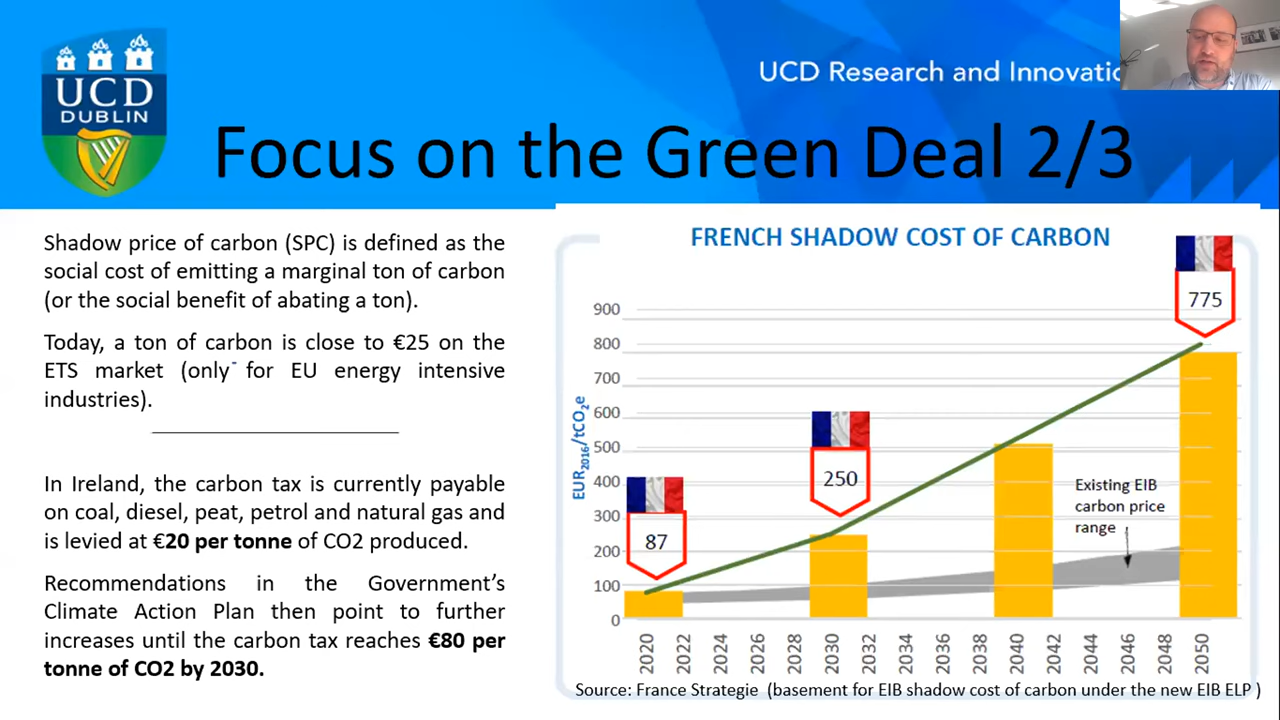 UCD
DUBLIN
UCD Research and Innovatio
Focus on the Green Deal 2/3
Shadow price of carbon (SPC) is defined as the
social cost of emitting a marginal ton of carbon
(or the social benefit of abating a ton).
Today, a ton of carbon is close to €25 on the
ETS market (only for EU energy intensive
industries).
In Ireland, the carbon tax is currently payable
on coal, diesel, peat, petrol and natural gas and
is levied at €20 per tonne of CO2 produced.
Recommendations in the Government's
Climate Action Plan then point to further
increases until the carbon tax reaches €80 per
tonne of CO2 by 2030.
FRENCH SHADOW COST OF CARBON
775
250
87
EUR2016/tCO2e
900
800
700
600
500
400
300
200
100
0
Existing EIB
carbon price
range
2020 2022 2024 2026 2028 2030 2032 2034 2036 2038 2040 2042 2044 2046 2048 2050
Source: France Strategie (basement for EIB shadow cost of carbon under the new EIB ELP )